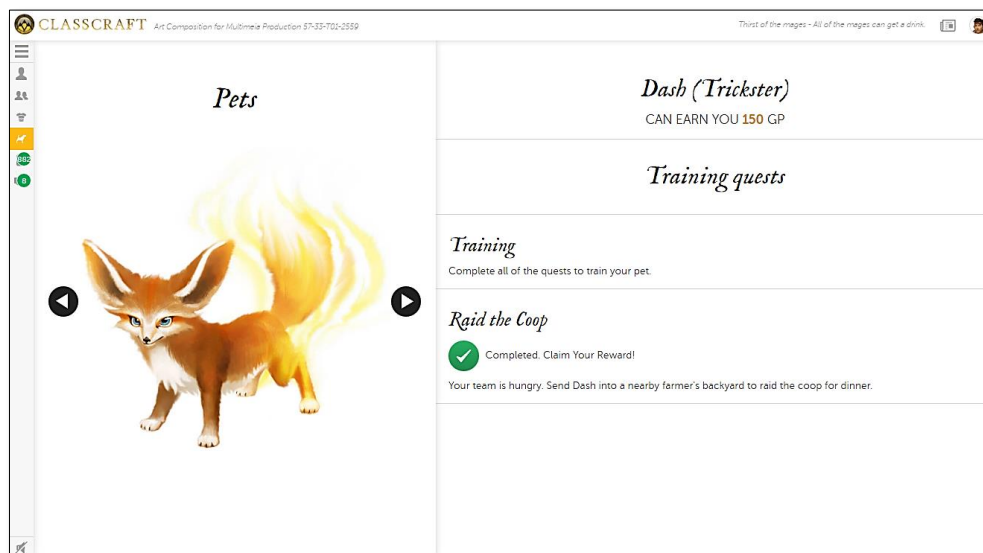 CLASSCRAFT Art Composition for Multimeia Production 57-33-T01-2559
Thirst of the mages - All of the mages can get a drink.
882
8
Pets
Dash (Trickster)
CAN EARN YOU 150 GP
Training quests
Training
Complete all of the quests to train your pet.
Raid the Coop
Completed. Claim Your Reward!
Your team is hungry. Send Dash into a nearby farmer's backyard to raid the coop for dinner.